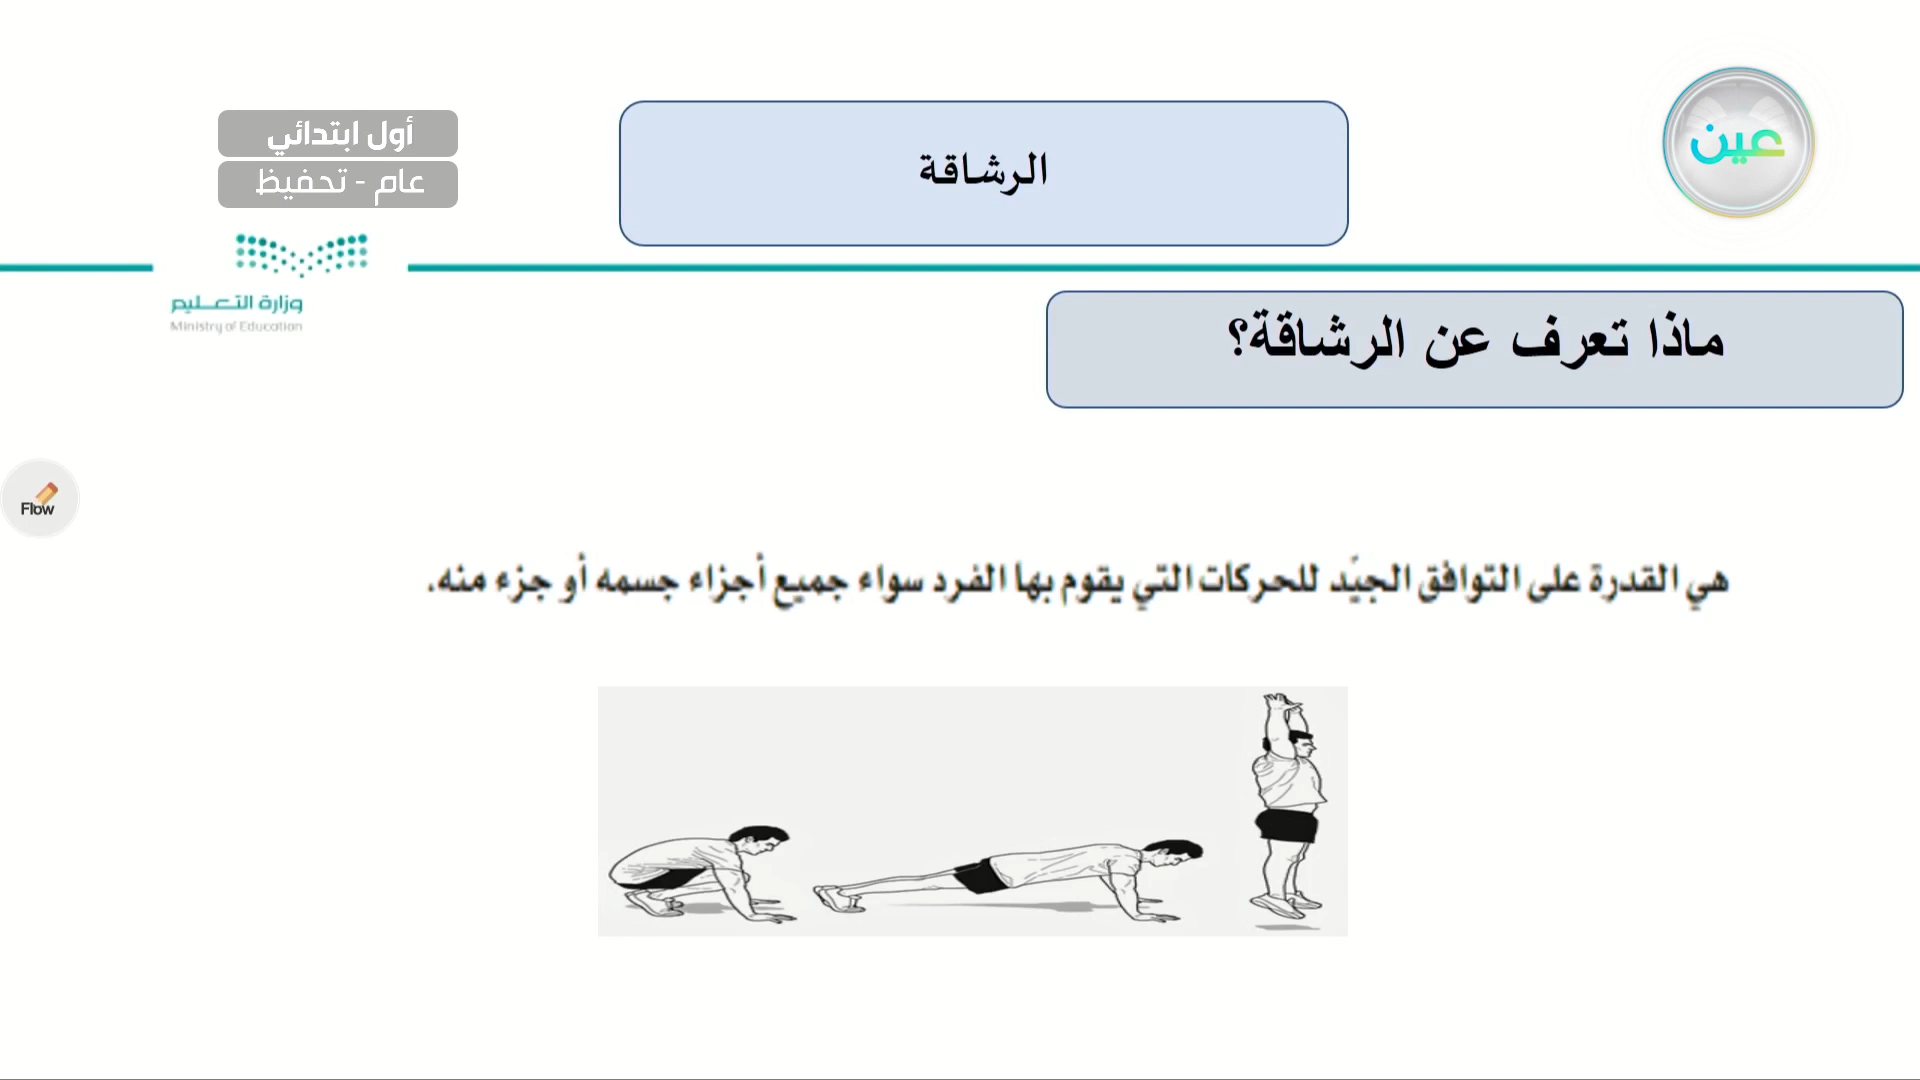 عين
الرشاقة
أول ابتدائي
عام - تحفيظ
وزارة التعليم
Ministry of Education
ماذا تعرف عن الرشاقة؟
Flow
هي القدرة على التوافق الجيّد للحركات التي يقوم بها الفرد سواء جميع أجزاء جسمه أو جزء منه.